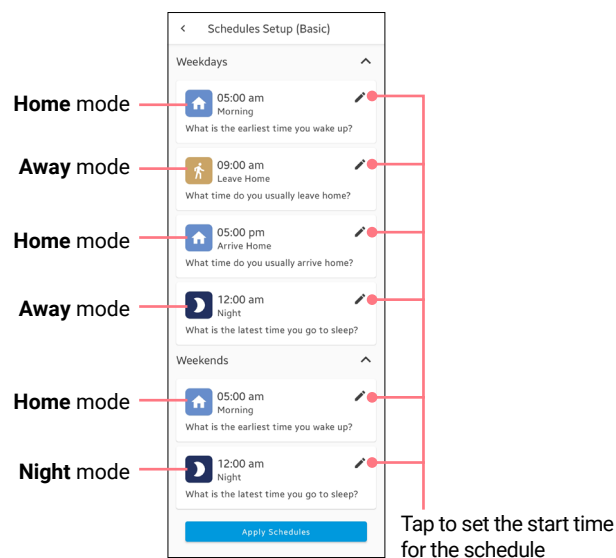 Schedules Setup (Basic)
Weekdays
Home mode
05:00 am
Morning
What is the earliest time you wake up?
Away mode
09:00 am
Leave Home
What time do you usually leave home?
Home mode
05:00 pm
Arrive Home
What time do you usually arrive home?
Away mode
12:00 am
Night
What is the latest time you go to sleep?
Weekends
Home mode
05:00 am
Morning
What is the earliest time you wake up?
Night mode
12:00 am
Night
What is the latest time you go to sleep?
Apply Schedules
Tap to set the start time
for the schedule